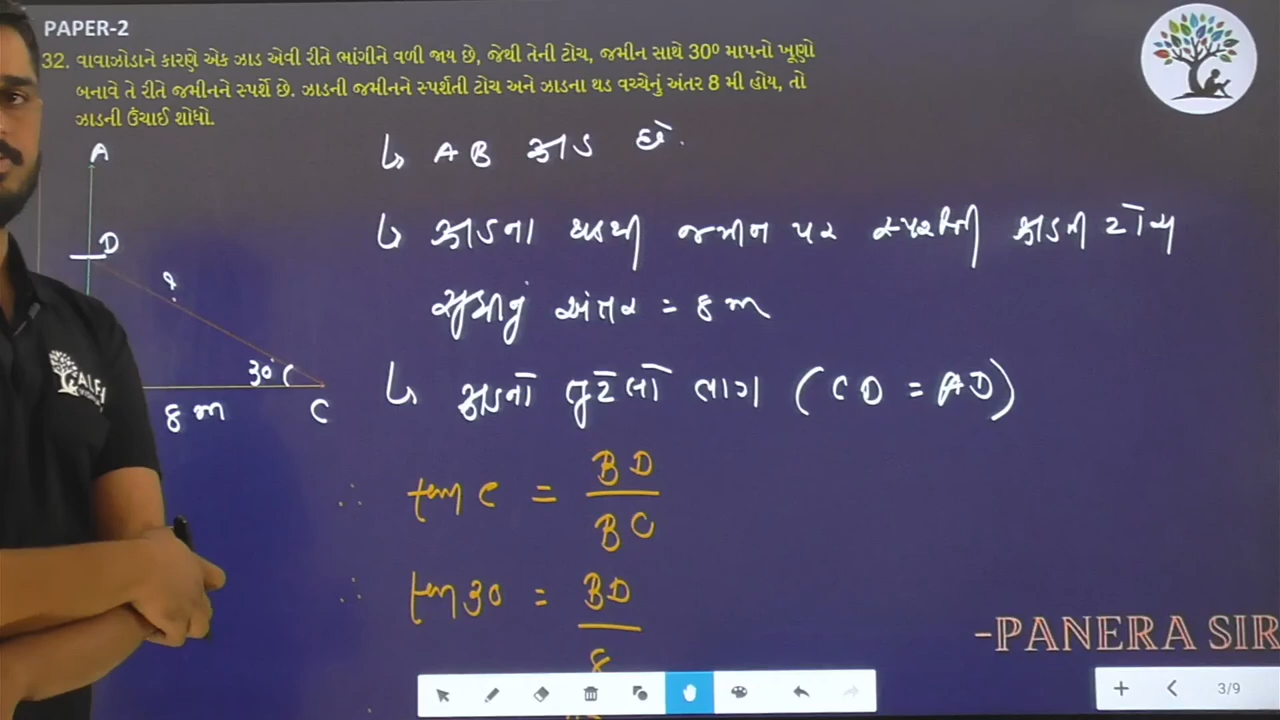 PAPER-2
32. વાવાઝોડાને કારણે એક ઝાડ એવી રીતે ભાંગીને વળી જાય છે, જેથી તેની ટોચ, જમીન સાથે 30° માપનો ખૂણો
બનાવે તે રીતે જમીનને સ્પર્શે છે. ઝાડની જમીનને સ્પર્શતી ટોચ અને ઝાડના થડ વચ્ચેનું અંતર 8 મી હોય, તો
ઝાડની ઉંચાઈ શોધો.
A
D
?
30°
8 m
C
↳ AB ઝાડ છે.
↳ ઝાડના થડથી જમીન પર સ્પર્શતી ઝાડની ટોચ
સુધીનું અંતર = 8 m
↳ ઝાડનો તુટેલો ભાગ (CD = AD)
∴ tan C = BD
BC
∴ tan 30 = BD
8
-PANERA SIR
3/9